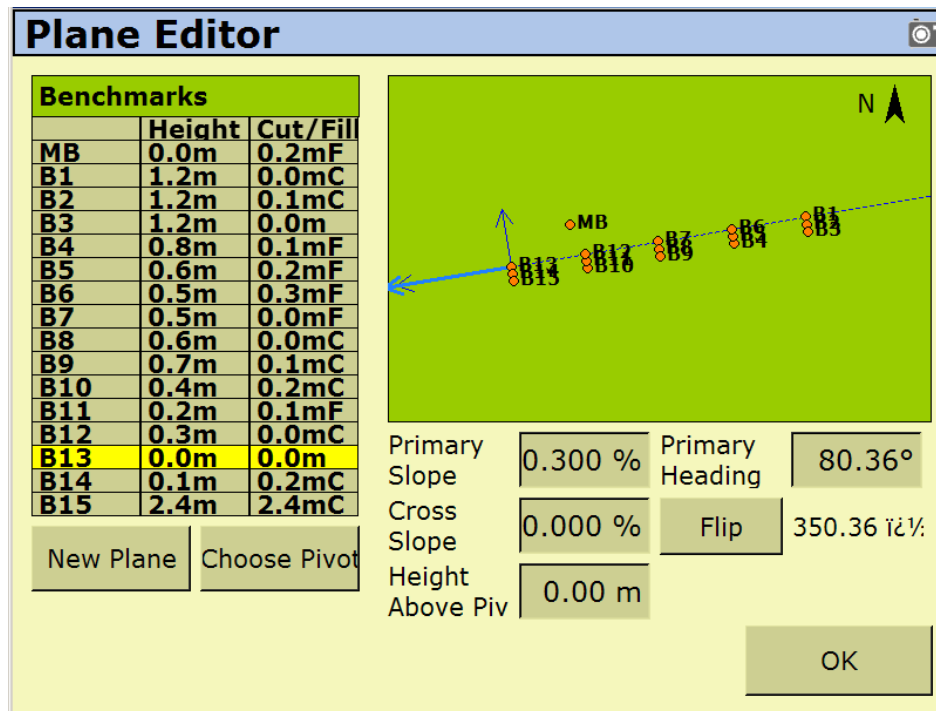 Plane Editor
Benchmarks
Height Cut/Fill
MB 0.0m 0.2mF
B1 1.2m 0.0mC
B2 1.2m 0.1mC
B3 1.2m 0.0m
B4 0.8m 0.1mF
B5 0.6m 0.2mF
B6 0.5m 0.3mF
B7 0.5m 0.0mF
B8 0.6m 0.0mC
B9 0.7m 0.1mC
B10 0.4m 0.2mC
B11 0.2m 0.1mF
B12 0.3m 0.0mC
B13 0.0m 0.0m
B14 0.1m 0.2mC
B15 2.4m 2.4mC
New Plane
Choose Pivot
N
MB
B1
B2
B3
B6
B4
B7
B8
B9
B12
B11
B10
B13
B14
B15
Primary
Slope
0.300 %
Primary
Heading
80.36°
Cross
Slope
0.000 %
Flip
350.36 ï¿½
Height
Above Piv
0.00 m
OK